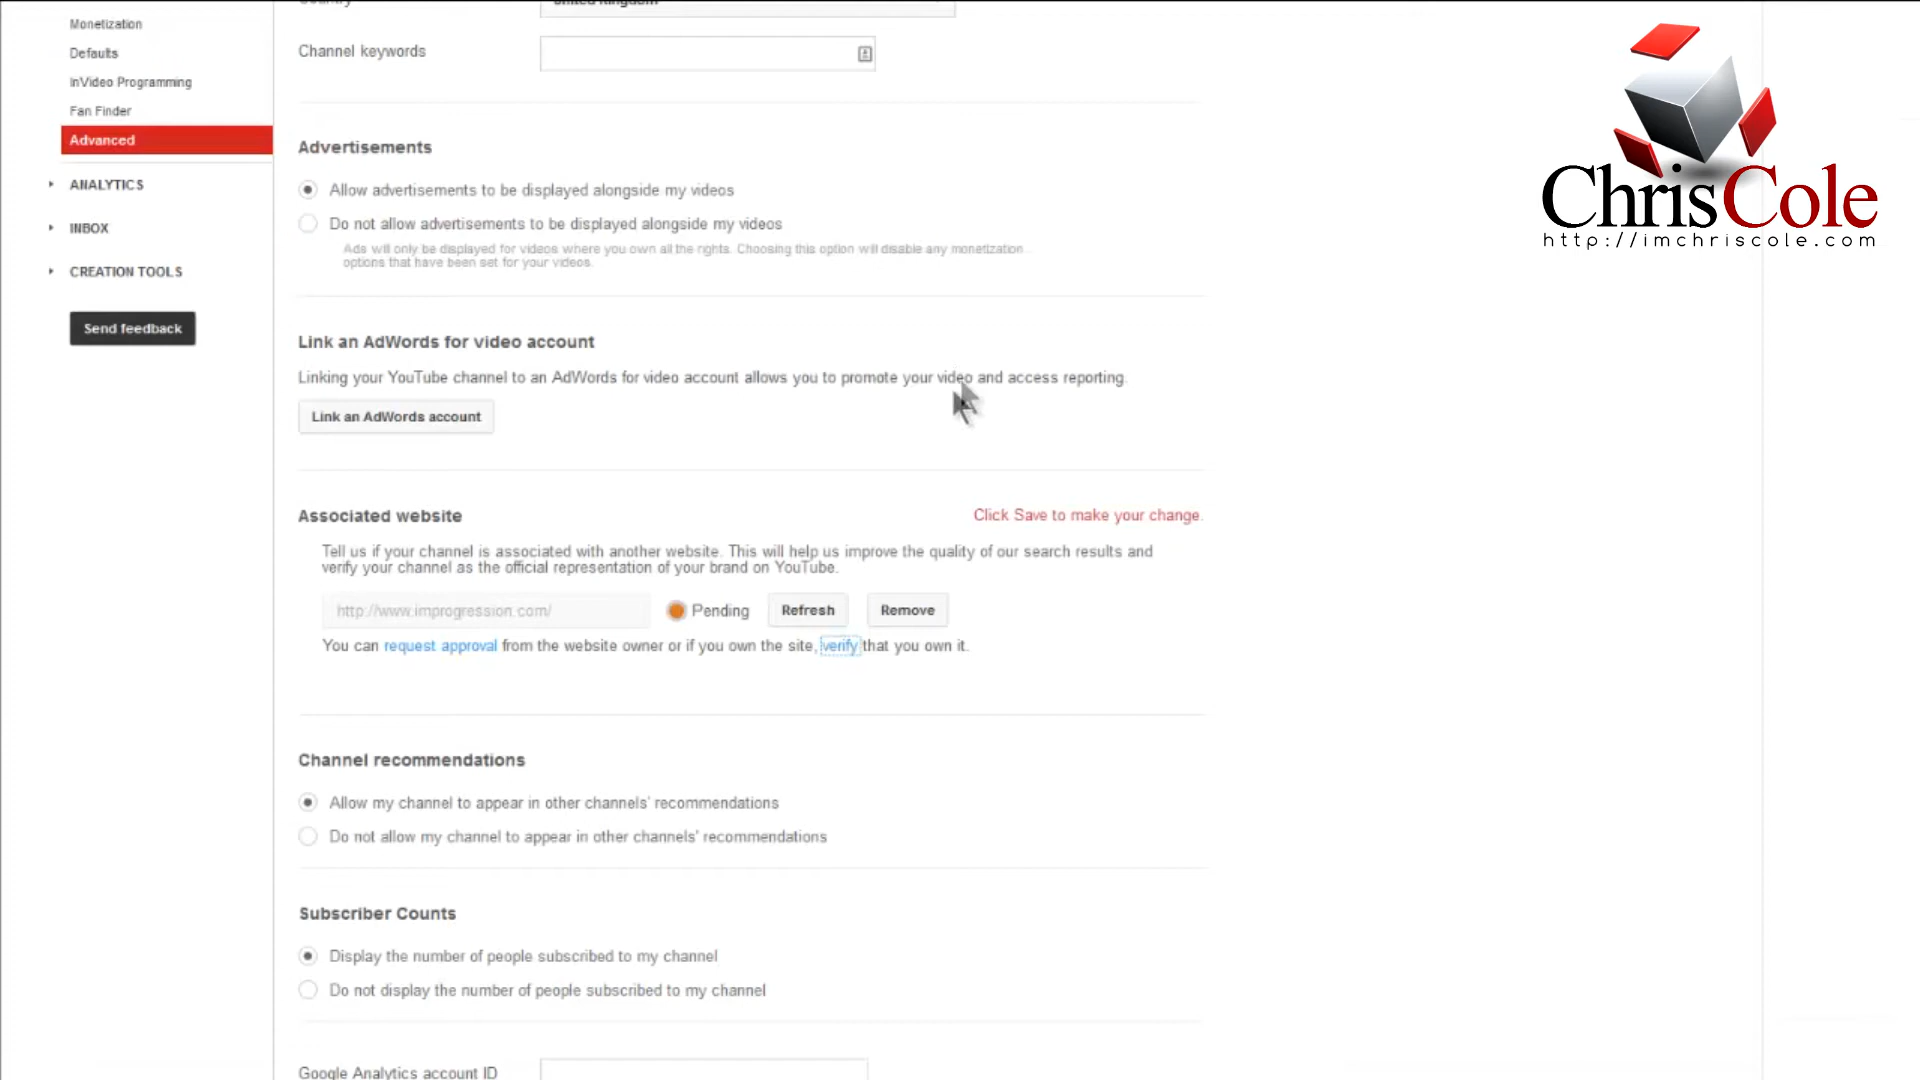 Country
United Kingdom
Monetization
Channel keywords
Defaults
InVideo Programming
Fan Finder
Advanced
ANALYTICS
INBOX
CREATION TOOLS
Send feedback
Advertisements
Allow advertisements to be displayed alongside my videos
Do not allow advertisements to be displayed alongside my videos
Ads will only be displayed for videos where you own all the rights. Choosing this option will disable any monetization
options that have been set for your videos.
Link an AdWords for video account
Linking your YouTube channel to an AdWords for video account allows you to promote your video and access reporting.
Link an AdWords account
Associated website
Click Save to make your change.
Tell us if your channel is associated with another website. This will help us improve the quality of our search results and
verify your channel as the official representation of your brand on YouTube.
http://www.improgression.com/
Pending
Refresh
Remove
You can request approval from the website owner or if you own the site, verify that you own it.
Channel recommendations
Allow my channel to appear in other channels' recommendations
Do not allow my channel to appear in other channels' recommendations
Subscriber Counts
Display the number of people subscribed to my channel
Do not display the number of people subscribed to my channel
Google Analytics account ID
ChrisCole
http://imchriscole.com